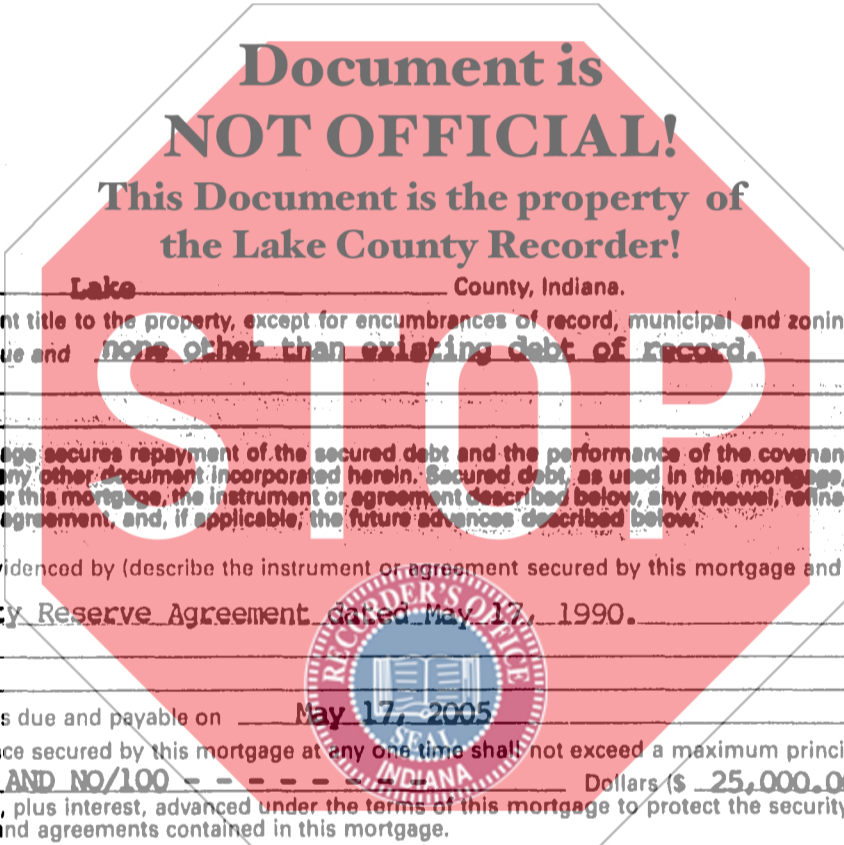 Document is
NOT OFFICIAL!
This Document is the property of
the Lake County Recorder!
Lake County, Indiana.
nt title to the property, except for encumbrances of record, municipal and zonin
ue and none other than existing debt of record.
STOP
age secures repayment of the secured debt and the performance of the covenan
any other document incorporated herein. Secured debt, as used in this mortgage,
r this mortgage, the instrument or agreement described below, any renewal, refina
agreement, and, if applicable, the future advances described below.
idenced by (describe the instrument or agreement secured by this mortgage and
y Reserve Agreement dated May 17, 1990.
RECORDER'S OFFICE
SEAL
INDIANA
s due and payable on May 17, 2005
ce secured by this mortgage at any one time shall not exceed a maximum princi
AND NO/100 - - - - - - - - Dollars ($ 25,000.0
, plus interest, advanced under the terms of this mortgage to protect the security
nd agreements contained in this mortgage.